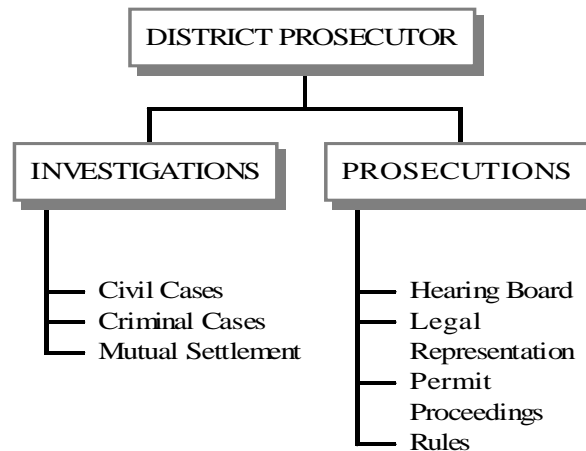 DISTRICT PROSECUTOR
INVESTIGATIONS
Civil Cases
Criminal Cases
Mutual Settlement
PROSECUTIONS
Hearing Board
Legal
Representation
Permit
Proceedings
Rules